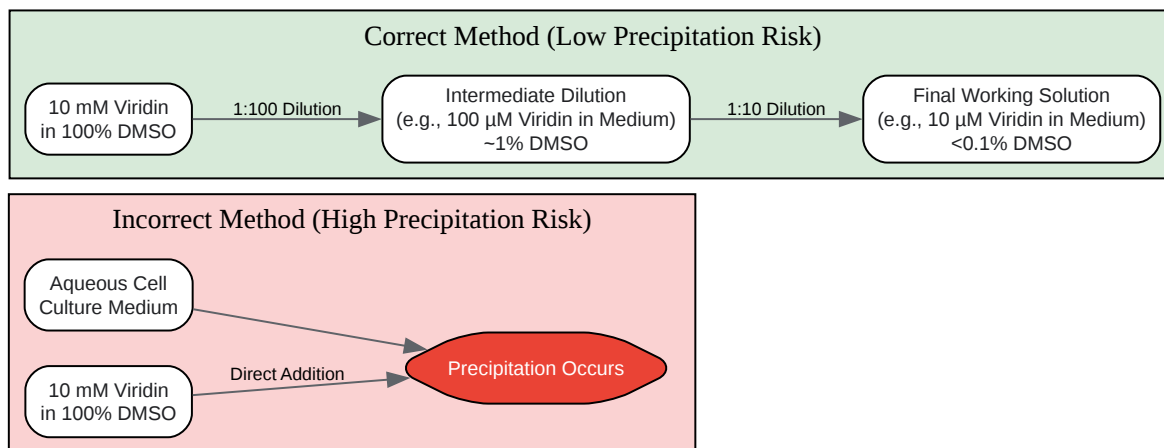 Correct Method (Low Precipitation Risk)
10 mM Viridin
in 100% DMSO
1:100 Dilution
Intermediate Dilution
(e.g., 100 µM Viridin in Medium)
~1% DMSO
1:10 Dilution
Final Working Solution
(e.g., 10 µM Viridin in Medium)
<0.1% DMSO
Incorrect Method (High Precipitation Risk)
Aqueous Cell
Culture Medium
10 mM Viridin
in 100% DMSO
Direct Addition
Precipitation Occurs